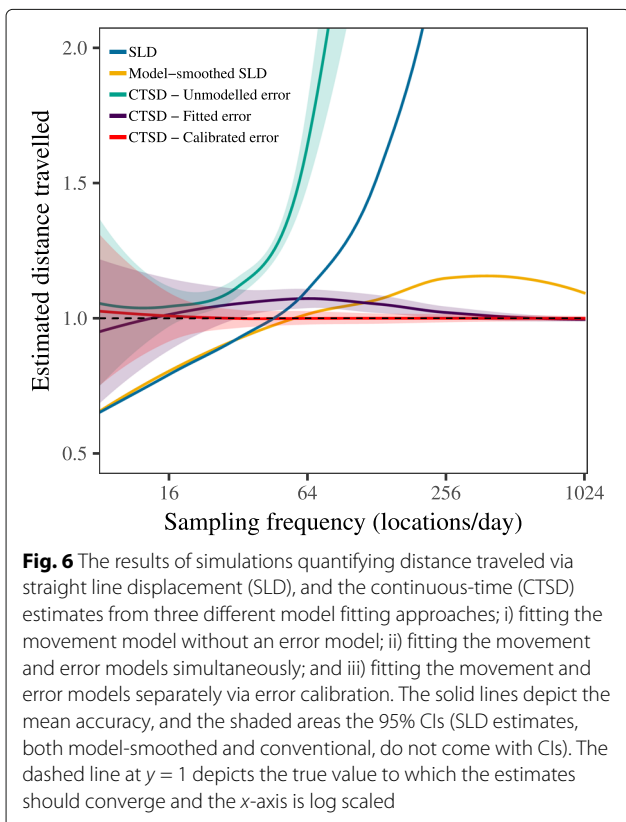 2.0
1.5
1.0
0.5
Estimated distance travelled
SLD
Model−smoothed SLD
CTSD − Unmodelled error
CTSD − Fitted error
CTSD − Calibrated error
16 64 256 1024
Sampling frequency (locations/day)
Fig. 6 The results of simulations quantifying distance traveled via
straight line displacement (SLD), and the continuous-time (CTSD)
estimates from three different model fitting approaches; i) fitting the
movement model without an error model; ii) fitting the movement
and error models simultaneously; and iii) fitting the movement and
error models separately via error calibration. The solid lines depict the
mean accuracy, and the shaded areas the 95% CIs (SLD estimates,
both model-smoothed and conventional, do not come with CIs). The
dashed line at y = 1 depicts the true value to which the estimates
should converge and the x-axis is log scaled